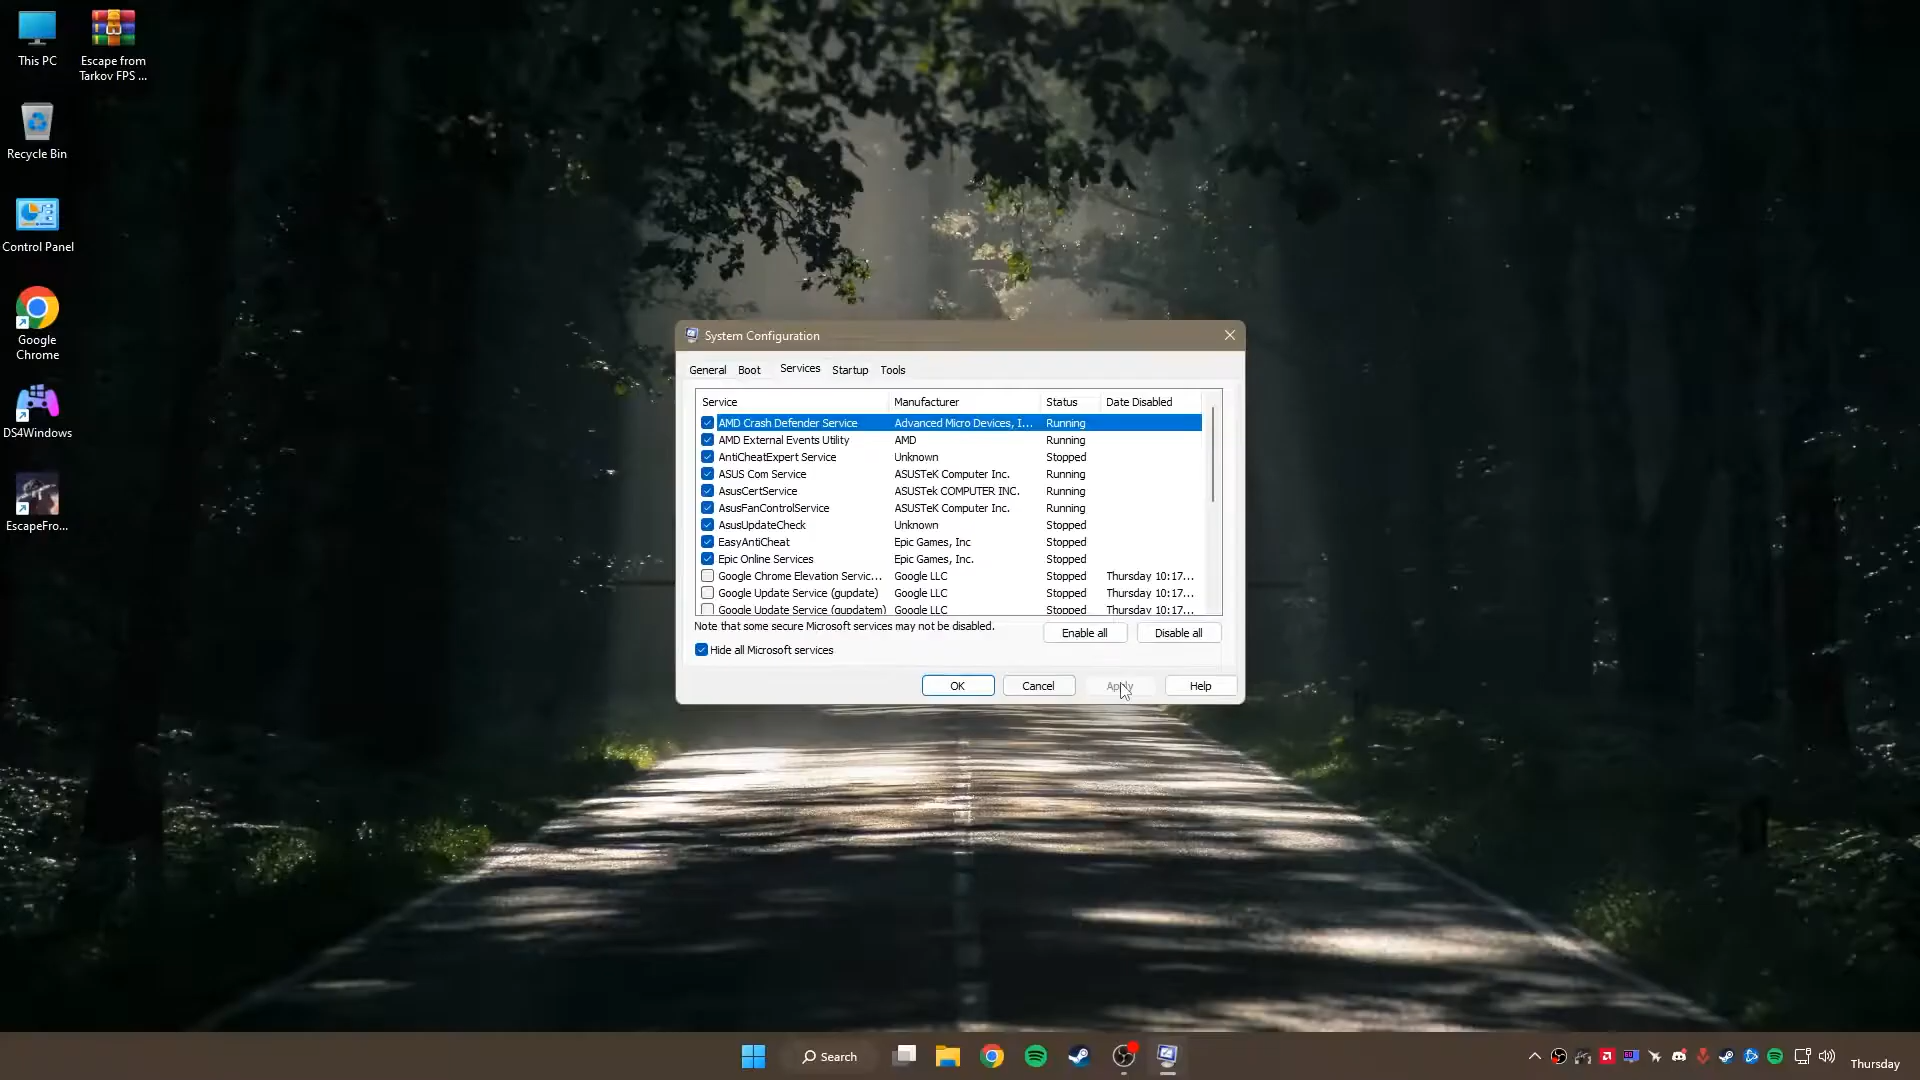 This PC
Escape from
Tarkov FPS ...
Recycle Bin
Control Panel
Google
Chrome
DS4Windows
EscapeFro...
System Configuration
General Boot Services Startup Tools
Service Manufacturer Status Date Disabled
AMD Crash Defender Service Advanced Micro Devices, I... Running
AMD External Events Utility AMD Running
AntiCheatExpert Service Unknown Stopped
ASUS Com Service ASUSTeK Computer Inc. Running
AsusCertService ASUSTek COMPUTER INC. Running
AsusFanControlService ASUSTeK Computer Inc. Running
AsusUpdateCheck Unknown Stopped
EasyAntiCheat Epic Games, Inc Stopped
Epic Online Services Epic Games, Inc. Stopped
Google Chrome Elevation Servic... Google LLC Stopped Thursday 10:17...
Google Update Service (gupdate) Google LLC Stopped Thursday 10:17...
Google Update Service (gupdatem) Google LLC Stopped Thursday 10:17...
Note that some secure Microsoft services may not be disabled.
Enable all Disable all
Hide all Microsoft services
OK Cancel Apply Help
Search
Thursday